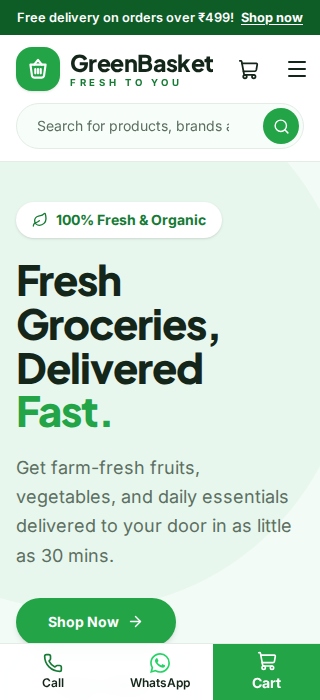 Free delivery on orders over ₹499! Shop now
GreenBasket
FRESH TO YOU
Search for products, brands
100% Fresh & Organic
Fresh
Groceries,
Delivered
Fast.
Get farm-fresh fruits,
vegetables, and daily essentials
delivered to your door in as little
as 30 mins.
Shop Now
Call
WhatsApp
Cart